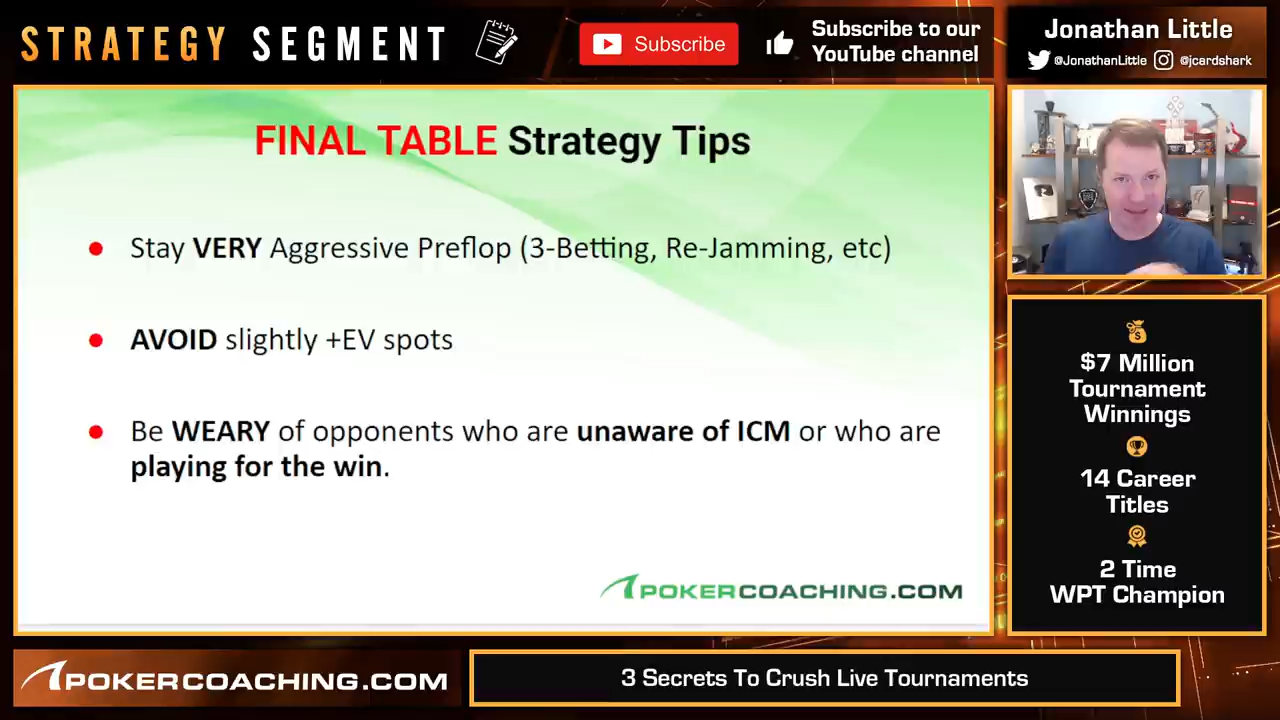 STRATEGY SEGMENT
Subscribe
Subscribe to our
YouTube channel
Jonathan Little
@JonathanLittle @jcardshark
FINAL TABLE Strategy Tips
Stay VERY Aggressive Preflop (3-Betting, Re-Jamming, etc)
AVOID slightly +EV spots
Be WEARY of opponents who are unaware of ICM or who are
playing for the win.
POKERCOACHING.COM
$7 Million
Tournament
Winnings
14 Career
Titles
2 Time
WPT Champion
POKERCOACHING.COM
3 Secrets To Crush Live Tournaments